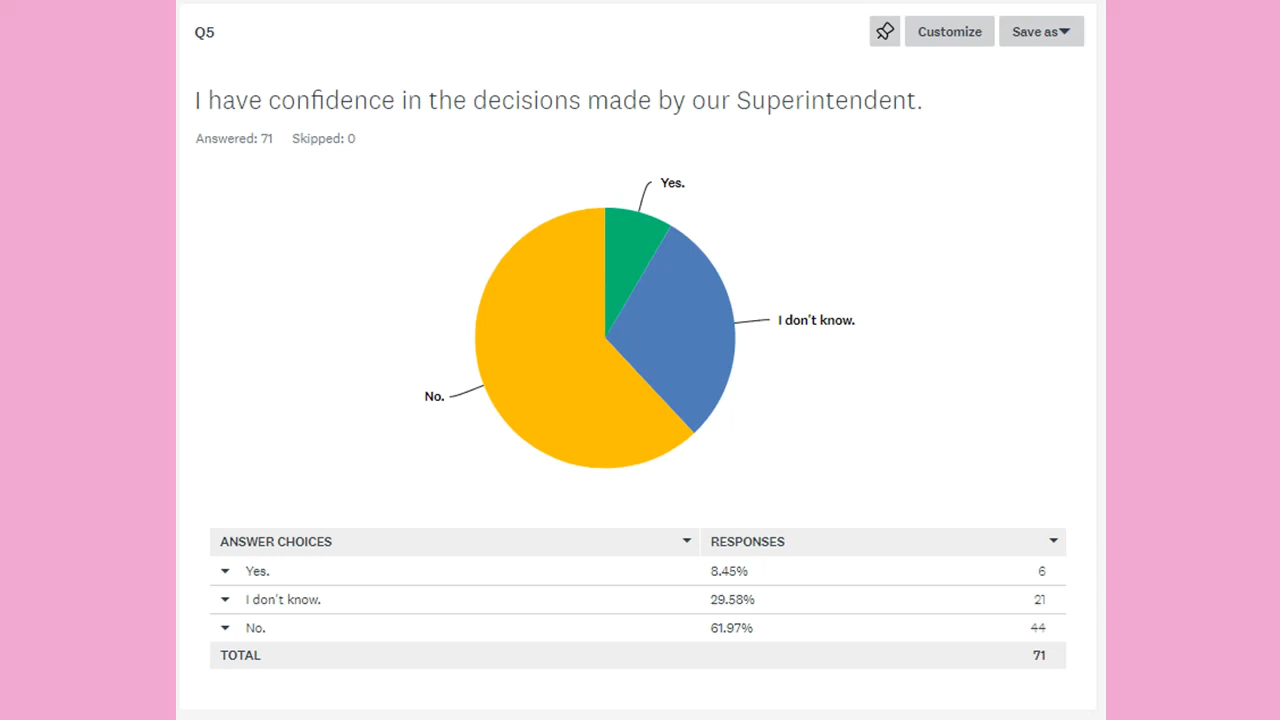 Q5
Customize
Save as
I have confidence in the decisions made by our Superintendent.
Answered: 71 Skipped: 0
Yes.
I don't know.
No.
ANSWER CHOICES RESPONSES
Yes. 8.45% 6
I don't know. 29.58% 21
No. 61.97% 44
TOTAL 71